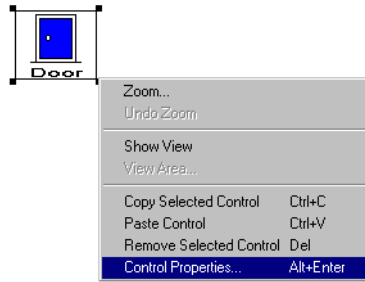 Door
Zoom...
Undo Zoom
Show View
View Area...
Copy Selected Control Ctrl+C
Paste Control Ctrl+V
Remove Selected Control Del
Control Properties... Alt+Enter